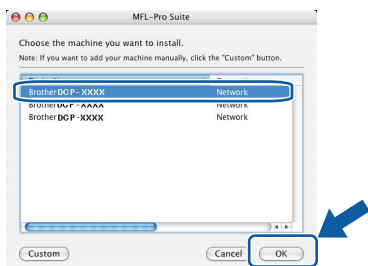 MFL-Pro Suite
Choose the machine you want to install.
Note: If you want to add your machine manually, click the "Custom" button.
Brother DCP-XXXX Network
Brother DCP-XXXX Network
Brother DCP-XXXX Network
Custom Cancel OK